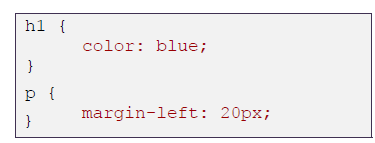 h1 {
color: blue;
}
p {
margin-left: 20px;
}